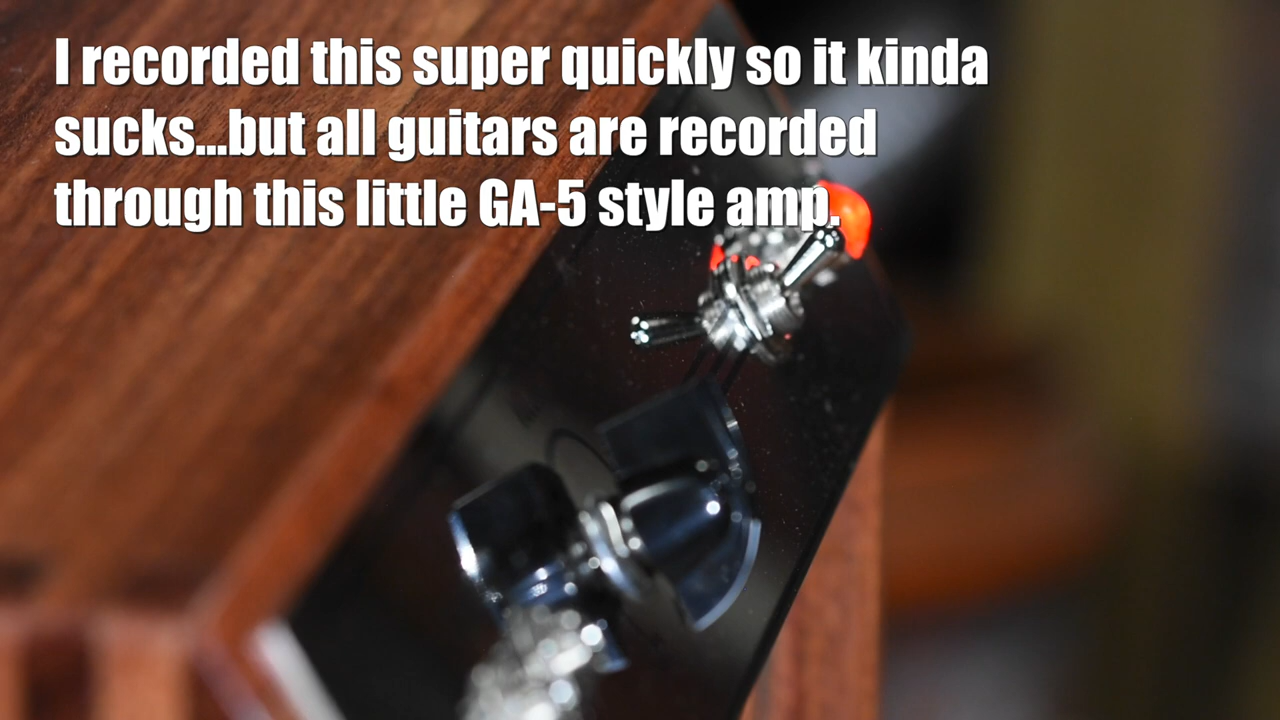 I recorded this super quickly so it kinda
sucks...but all guitars are recorded
through this little GA-5 style amp.